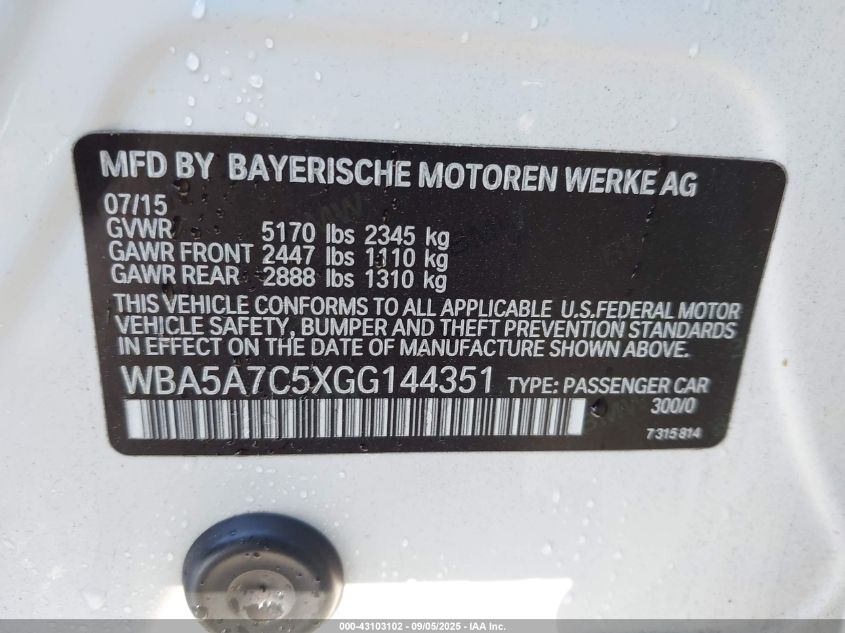 MFD BY BAYERISCHE MOTOREN WERKE AG
07/15
GVWR 5170 lbs 2345 kg
GAWR FRONT 2447 lbs 1110 kg
GAWR REAR 2888 lbs 1310 kg
THIS VEHICLE CONFORMS TO ALL APPLICABLE U.S.FEDERAL MOTOR
VEHICLE SAFETY, BUMPER AND THEFT PREVENTION STANDARDS
IN EFFECT ON THE DATE OF MANUFACTURE SHOWN ABOVE.
WBA5A7C5XGG144351 TYPE: PASSENGER CAR
300/0
7315814
000-43103102 - 09/05/2025 - IAA Inc.